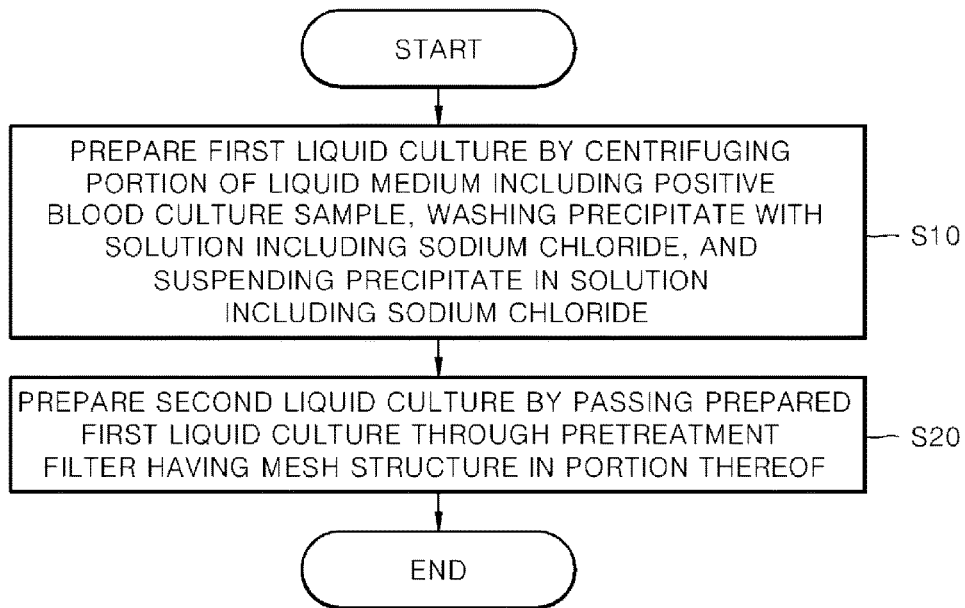 START
PREPARE FIRST LIQUID CULTURE BY CENTRIFUGING
PORTION OF LIQUID MEDIUM INCLUDING POSITIVE
BLOOD CULTURE SAMPLE, WASHING PRECIPITATE WITH
SOLUTION INCLUDING SODIUM CHLORIDE, AND
SUSPENDING PRECIPITATE IN SOLUTION
INCLUDING SODIUM CHLORIDE
S10
PREPARE SECOND LIQUID CULTURE BY PASSING PREPARED
FIRST LIQUID CULTURE THROUGH PRETREATMENT
FILTER HAVING MESH STRUCTURE IN PORTION THEREOF
S20
END